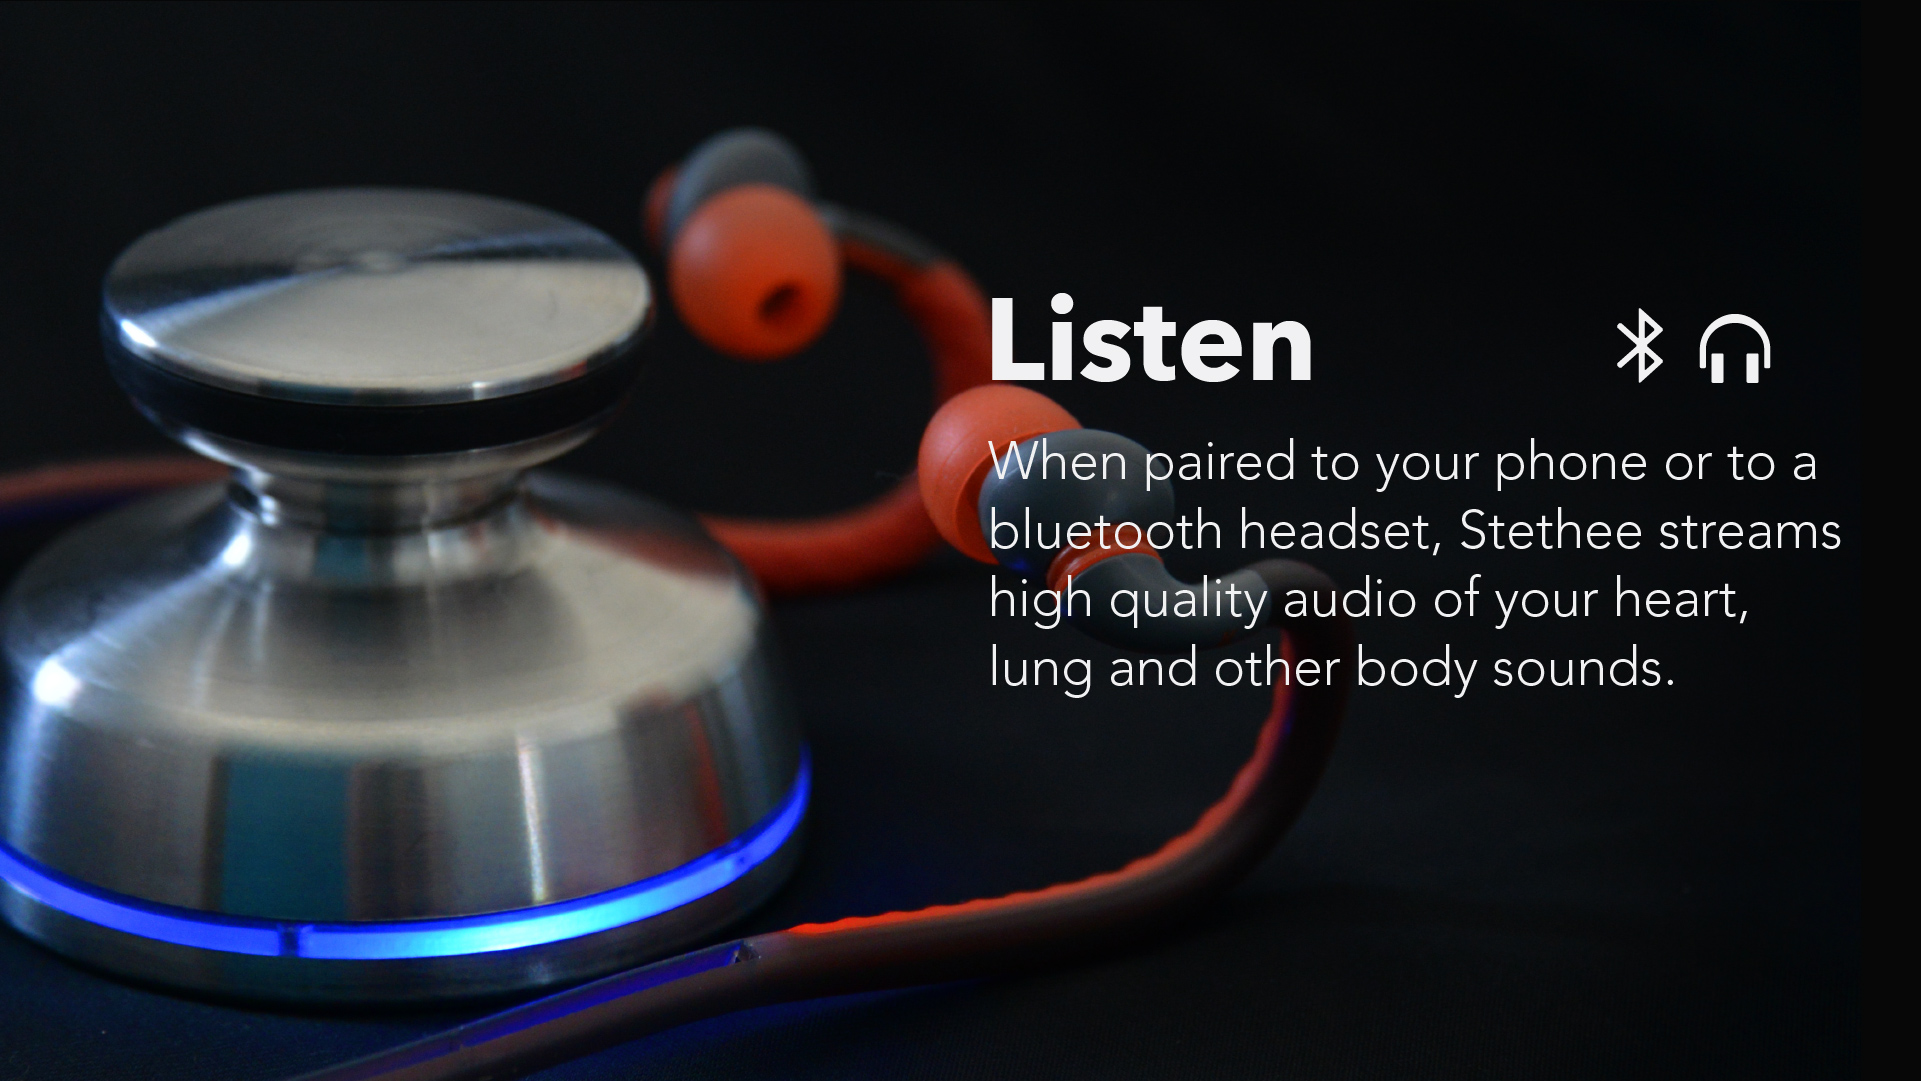 Listen
When paired to your phone or to a
bluetooth headset, Stethee streams
high quality audio of your heart,
lung and other body sounds.